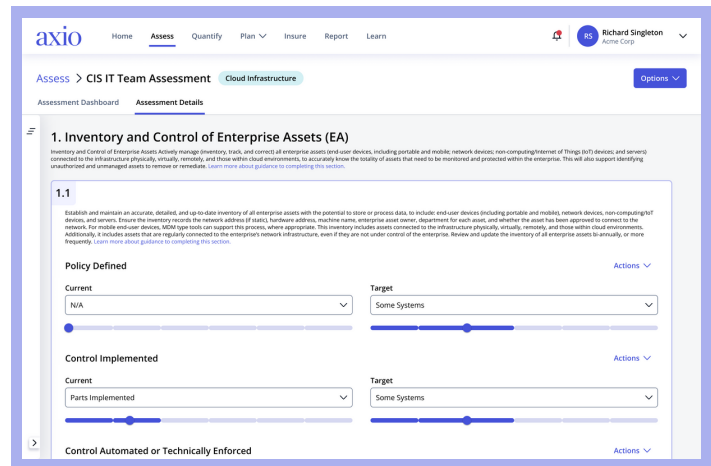 axio Home Assess Quantify Plan Insure Report Learn RS Richard Singleton
Acme Corp
Assess > CIS IT Team Assessment Cloud Infrastructure Options
Assessment Dashboard Assessment Details
1. Inventory and Control of Enterprise Assets (EA)
Inventory and Control of Enterprise Assets Actively manage (inventory, track, and correct) all enterprise assets (end-user devices, including portable and mobile; network devices; non-computing/Internet of Things (IoT) devices; and servers)
connected to the infrastructure physically, virtually, remotely, and those within cloud environments, to accurately know the totality of assets that need to be monitored and protected within the enterprise. This will also support identifying
unauthorized and unmanaged assets to remove or remediate. Learn more about guidance to completing this section.
1.1
Establish and maintain an accurate, detailed, and up-to-date inventory of all enterprise assets with the potential to store or process data, to include: end-user devices (including portable and mobile), network devices, non-computing/IoT
devices, and servers. Ensure the inventory records the network address (if static), hardware address, machine name, enterprise asset owner, department for each asset, and whether the asset has been approved to connect to the
network. For mobile end-user devices, MDM type tools can support this process, where appropriate. This inventory includes assets connected to the infrastructure physically, virtually, remotely, and those within cloud environments.
Additionally, it includes assets that are regularly connected to the enterprise's network infrastructure, even if they are not under control of the enterprise. Review and update the inventory of all enterprise assets bi-annually, or more
frequently. Learn more about guidance to completing this section.
Policy Defined Actions
Current Target
N/A Some Systems
Control Implemented Actions
Current Target
Parts Implemented Some Systems
Control Automated or Technically Enforced Actions